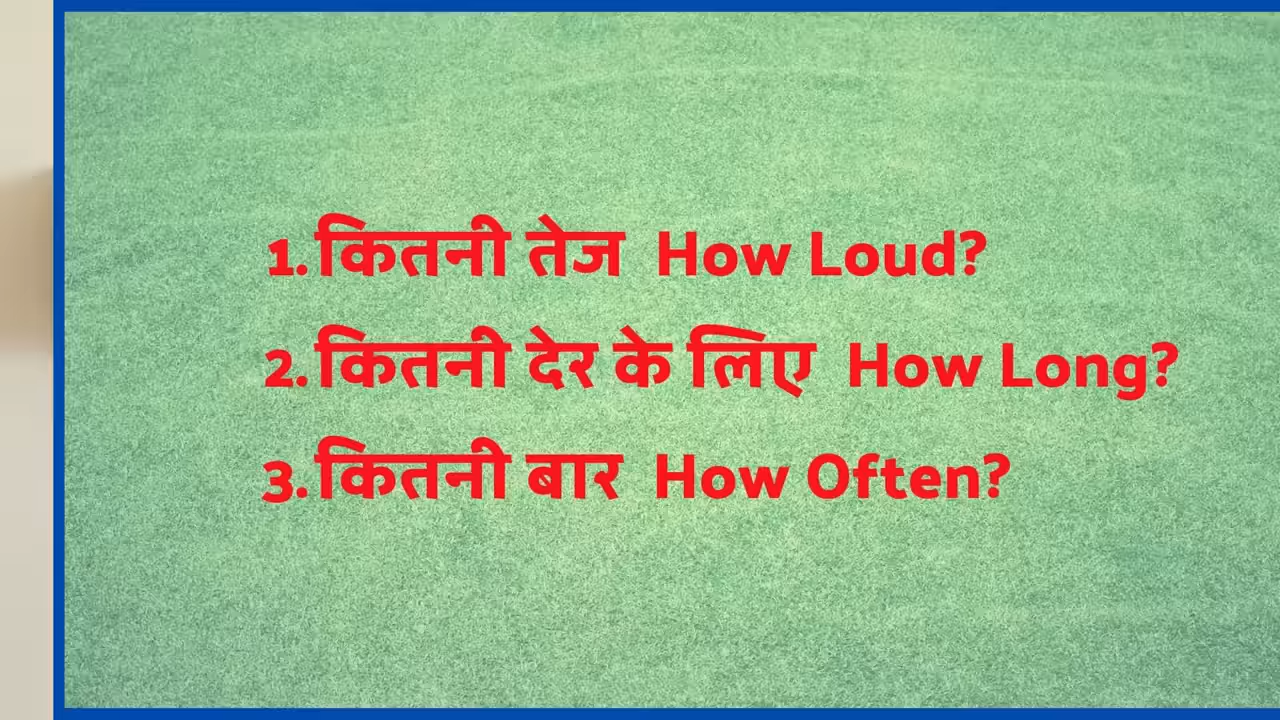 1. कितनी तेज How Loud?
2. कितनी देर के लिए How Long?
3. कितनी बार How Often?